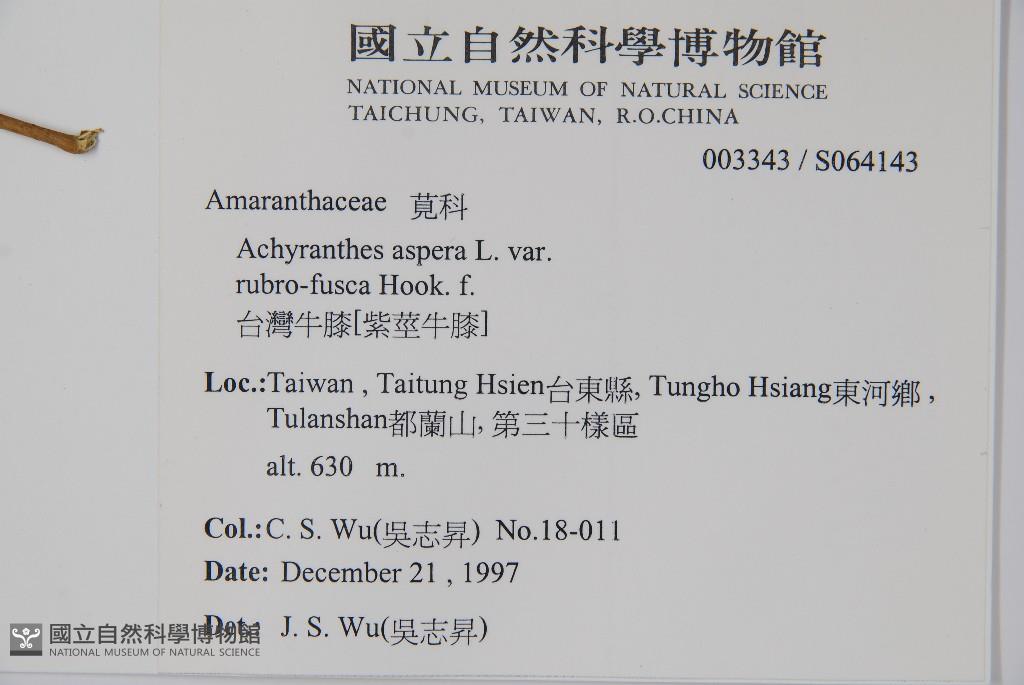 國立自然科學博物館
NATIONAL MUSEUM OF NATURAL SCIENCE
TAICHUNG, TAIWAN, R.O.CHINA
003343 / S064143
Amaranthaceae 莧科
Achyranthes aspera L. var.
rubro-fusca Hook. f.
台灣牛膝[紫莖牛膝]
Loc.:Taiwan , Taitung Hsien台東縣, Tungho Hsiang東河鄉 ,
Tulanshan都蘭山, 第三十樣區
alt. 630 m.
Col.: C. S. Wu(吳志昇) No.18-011
Date: December 21 , 1997
Det.: J. S. Wu(吳志昇)
國立自然科學博物館
NATIONAL MUSEUM OF NATURAL SCIENCE